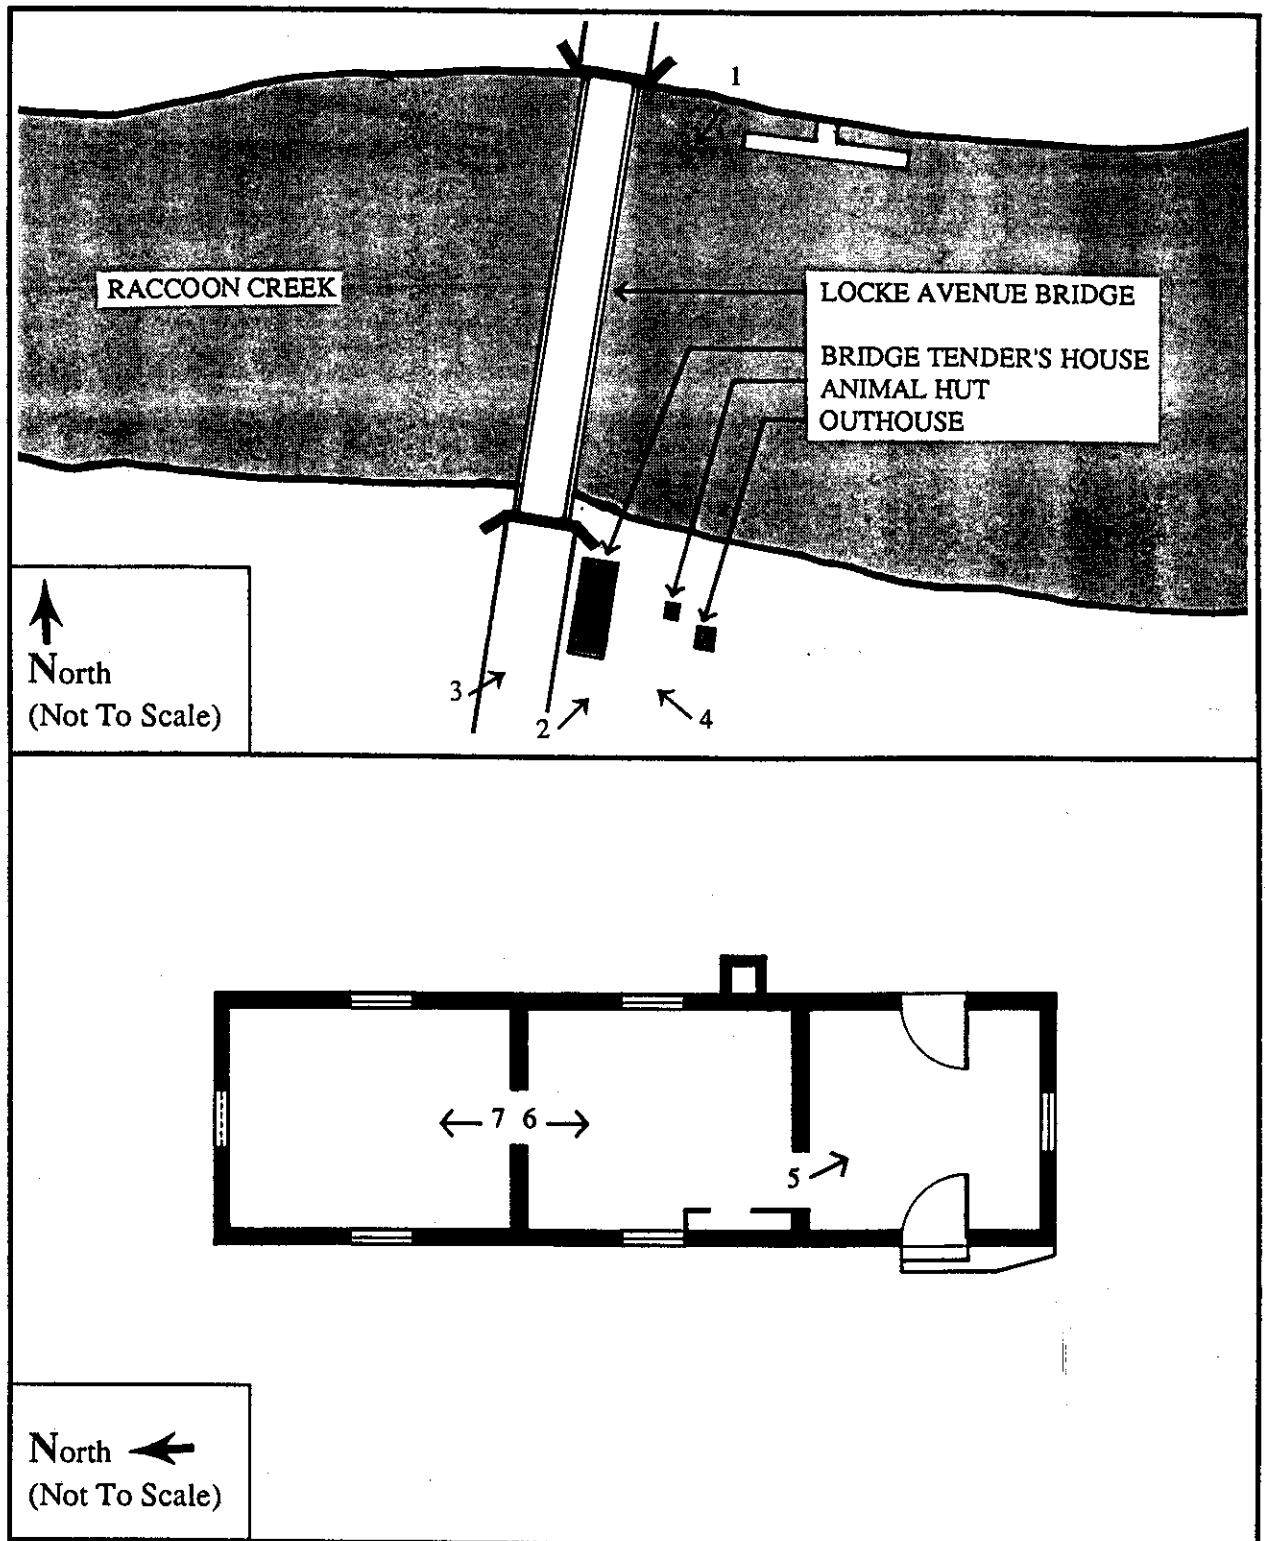 1
RACCOON CREEK
LOCKE AVENUE BRIDGE
BRIDGE TENDER'S HOUSE
ANIMAL HUT
OUTHOUSE
North
(Not To Scale)
3
2
4
7 6
5
North
(Not To Scale)